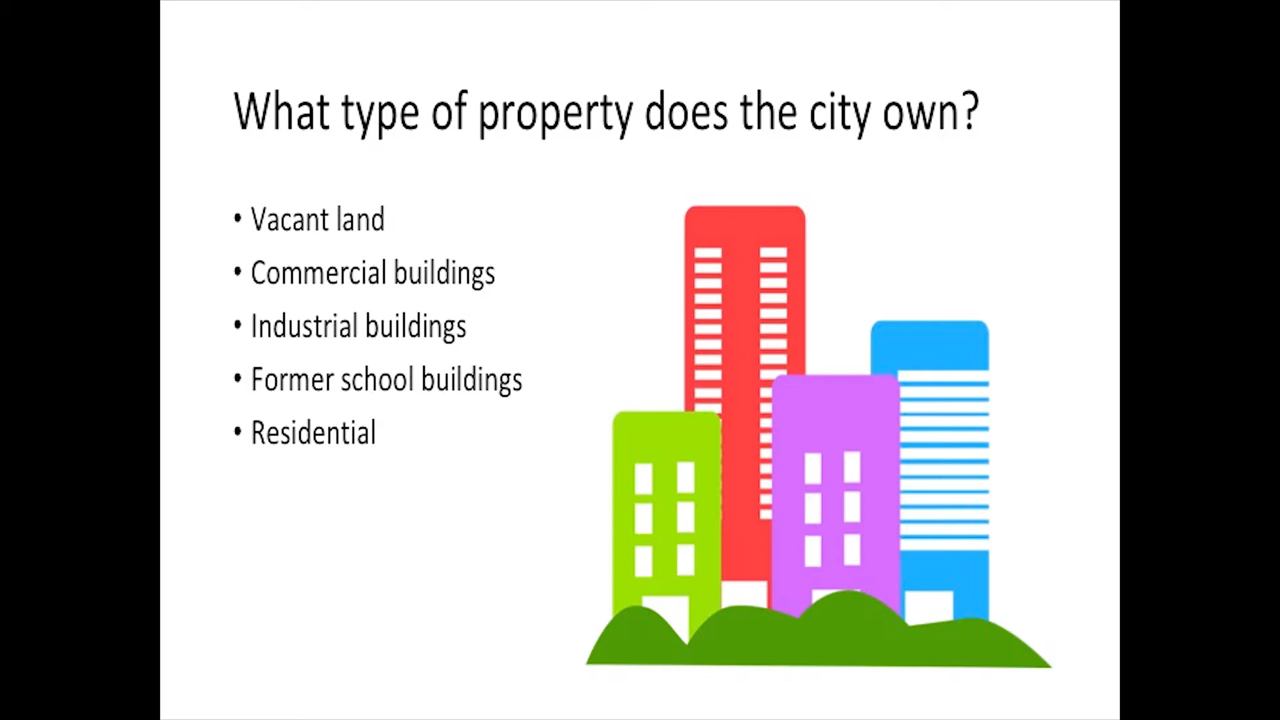 What type of property does the city own?
• Vacant land
• Commercial buildings
• Industrial buildings
• Former school buildings
• Residential